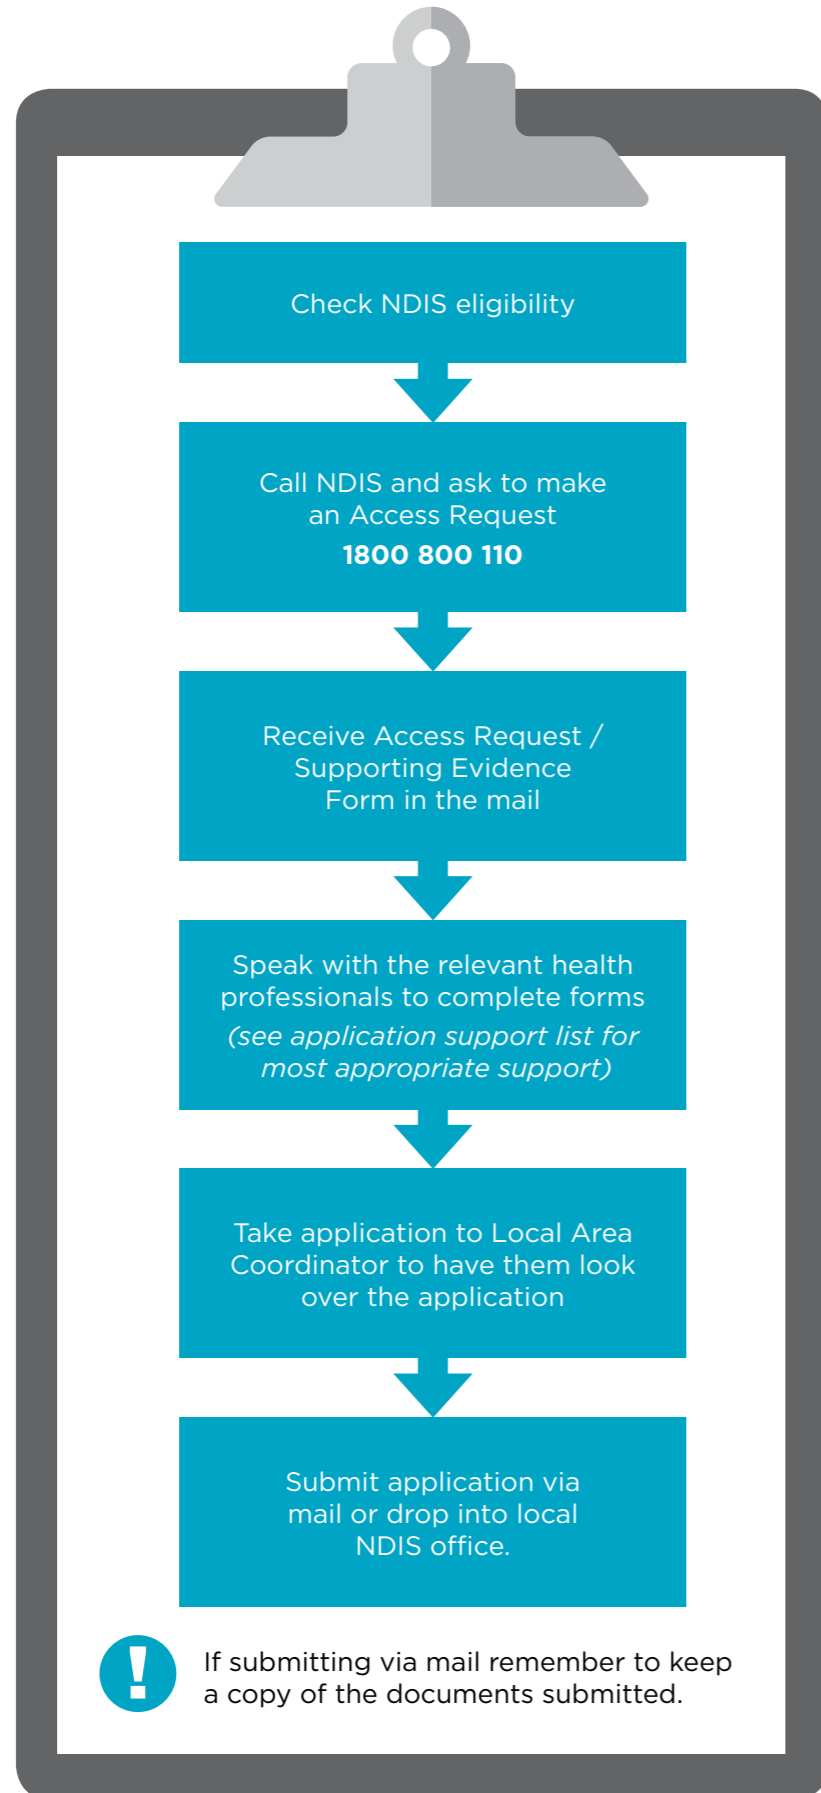 Check NDIS eligibility
Call NDIS and ask to make
an Access Request
1800 800 110
Receive Access Request /
Supporting Evidence
Form in the mail
Speak with the relevant health
professionals to complete forms
(see application support list for
most appropriate support)
Take application to Local Area
Coordinator to have them look
over the application
Submit application via
mail or drop into local
NDIS office.
!
If submitting via mail remember to keep
a copy of the documents submitted.